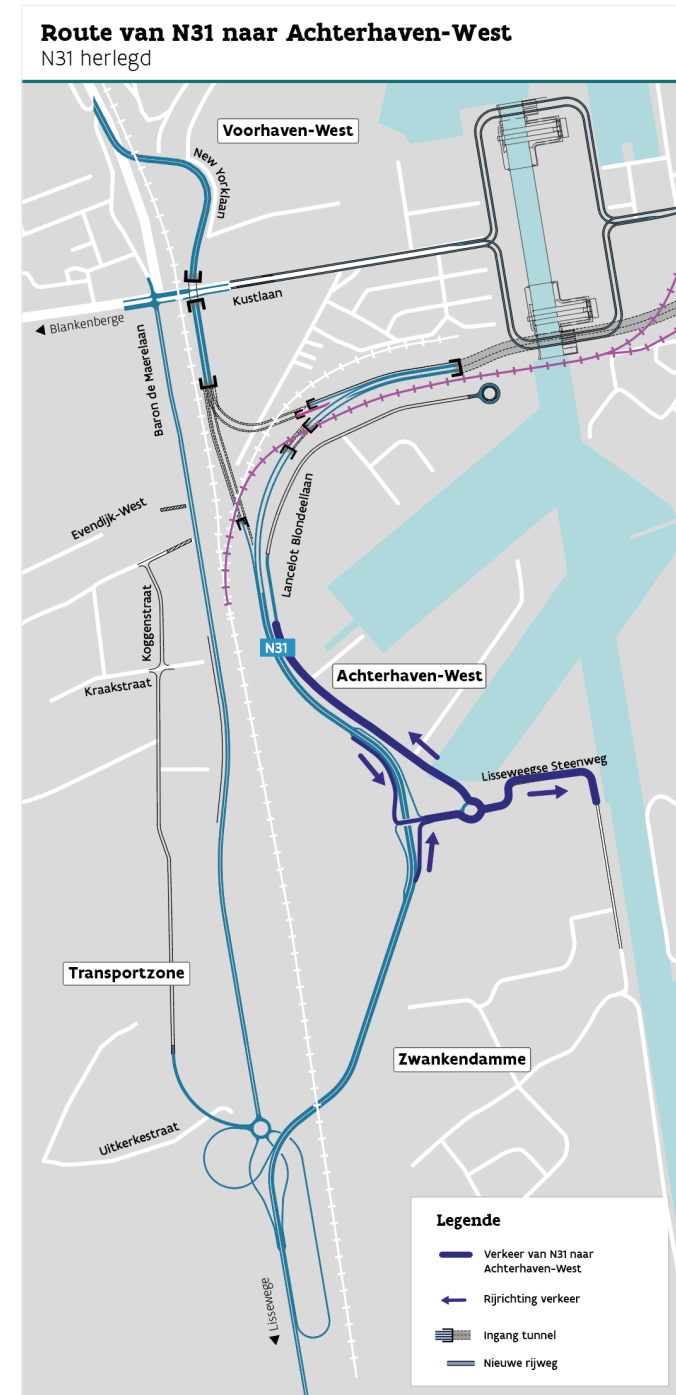 Route van N31 naar Achterhaven-West
N31 herlegd
Voorhaven-West
New Yorklaan
Kustlaan
Blankenberge
Baron de Maerelaan
Evendijk-West
Lancelot Blondeellaan
Koggenstraat
N31
Achterhaven-West
Kraakstraat
Lisseweegse Steenweg
Transportzone
Zwankendamme
Uitkerkestraat
Lissewege
Legende
Verkeer van N31 naar
Achterhaven-West
Rijrichting verkeer
Ingang tunnel
Nieuwe rijweg